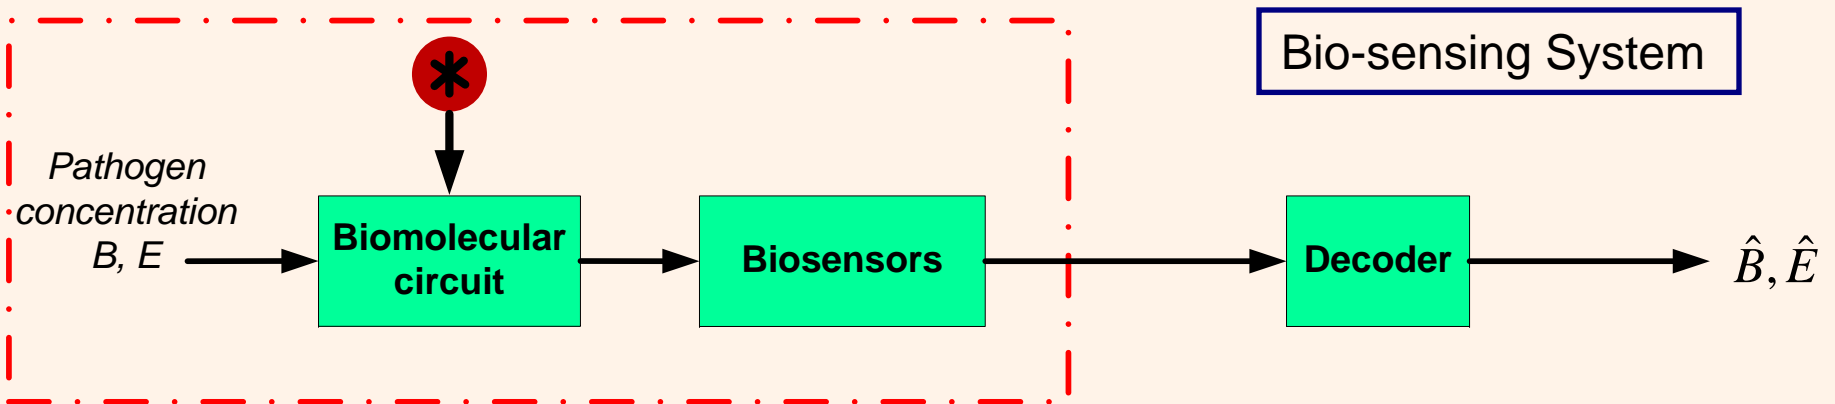 Bio-sensing System
*
Pathogen
concentration
B, E
Biomolecular
circuit
Biosensors
Decoder
B̂, Ê